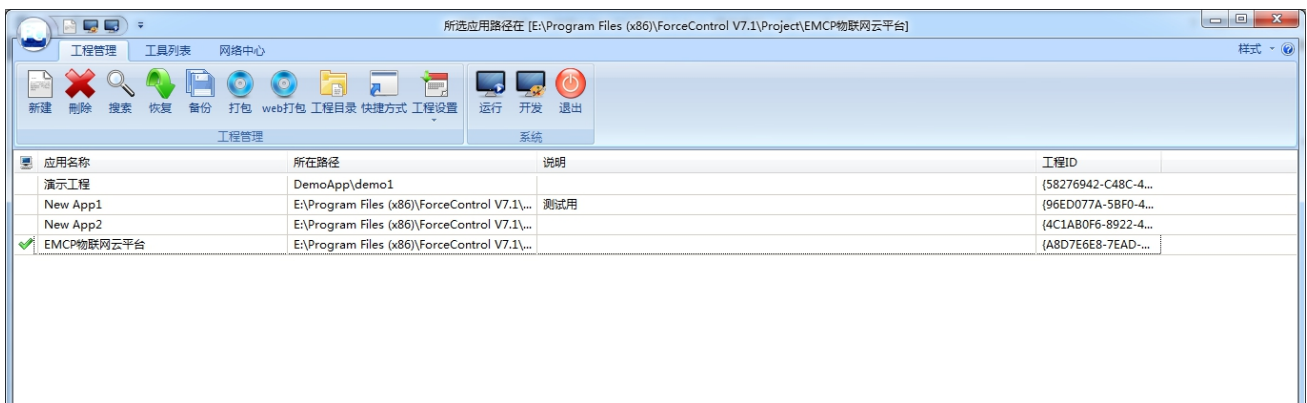 所选应用路径在 [E:\Program Files (x86)\ForceControl V7.1\Project\EMCP物联网云平台]
工程管理 工具列表 网络中心 样式
新建 删除 搜索 恢复 备份 打包 web打包 工程目录 快捷方式 工程设置 运行 开发 退出
工程管理 系统
应用名称 所在路径 说明 工程ID
演示工程 DemoApp\demo1 {58276942-C48C-4...
New App1 E:\Program Files (x86)\ForceControl V7.1\... 测试用 {96ED077A-5BF0-4...
New App2 E:\Program Files (x86)\ForceControl V7.1\... {4C1AB0F6-8922-4...
EMCP物联网云平台 E:\Program Files (x86)\ForceControl V7.1\... {A8D7E6E8-7EAD-...